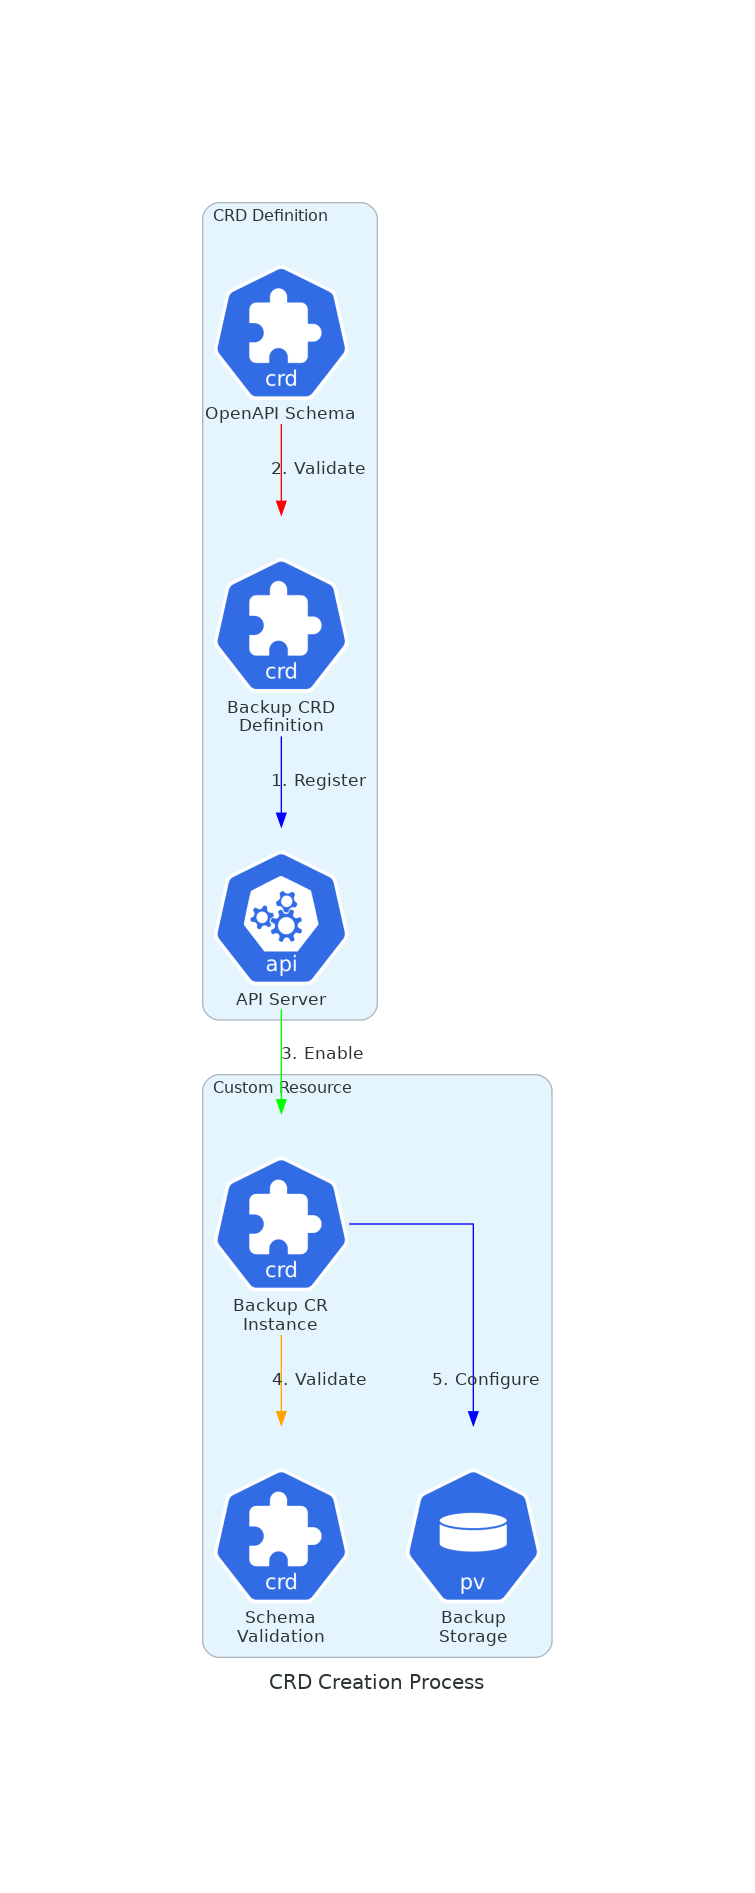 CRD Definition
crd
OpenAPI Schema
2. Validate
crd
Backup CRD
Definition
1. Register
api
API Server
3. Enable
Custom Resource
crd
Backup CR
Instance
4. Validate
5. Configure
crd
Schema
Validation
pv
Backup
Storage
CRD Creation Process